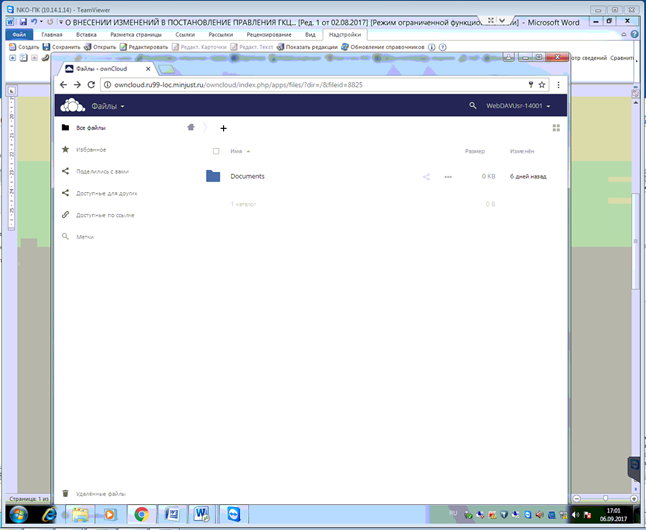 NKO-ПК (10.14.1.14) - TeamViewer
О ВНЕСЕНИИ ИЗМЕНЕНИЙ В ПОСТАНОВЛЕНИЕ ПРАВЛЕНИЯ ГКЦ... [Ред. 1 от 02.08.2017] [Режим ограниченной функцион - Microsoft Word
Файл Главная Вставка Разметка страницы Ссылки Рассылки Рецензирование Вид Надстройки
Создать Сохранить Открыть Редактировать Редакт. Карточки Редакт. Текст Показать редакции Обновление справочников
отр сведений Сравнить
Файлы - ownCloud
owncloud.ru99-loc.minjust.ru/owncloud/index.php/apps/files/?dir=/&fileid=8825
Файлы WebDAVUsr-14001
Все файлы
Имя Размер Изменён
Избранное
Поделились с вами
Documents 0 KB 6 дней назад
Доступные для других
1 каталог 0 B
Доступные по ссылке
Метки
Удалённые файлы
Страница: 1 из
RU
17:01
06.09.2017